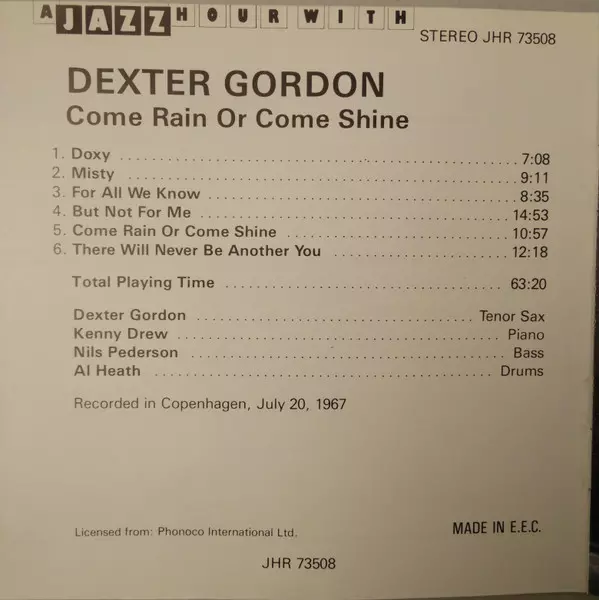 A JAZZ HOUR WITH
STEREO JHR 73508
DEXTER GORDON
Come Rain Or Come Shine
1. Doxy 7:08
2. Misty 9:11
3. For All We Know 8:35
4. But Not For Me 14:53
5. Come Rain Or Come Shine 10:57
6. There Will Never Be Another You 12:18
Total Playing Time 63:20
Dexter Gordon Tenor Sax
Kenny Drew Piano
Nils Pederson Bass
Al Heath Drums
Recorded in Copenhagen, July 20, 1967
Licensed from: Phonoco International Ltd.
MADE IN E.E.C.
JHR 73508